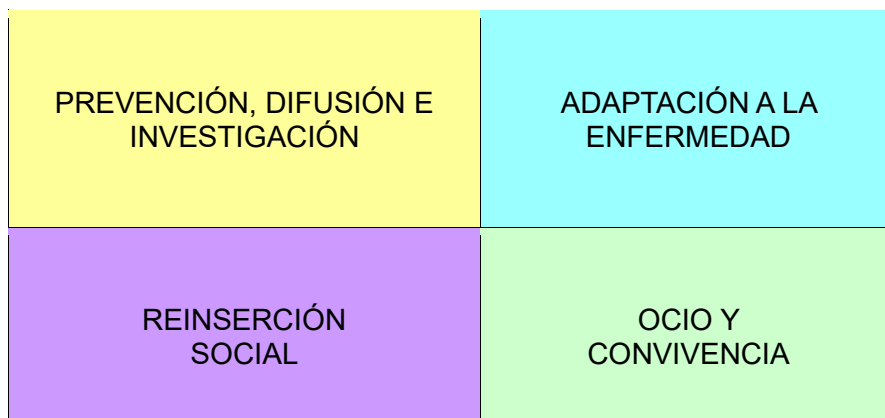 PREVENCIÓN, DIFUSIÓN E
INVESTIGACIÓN
ADAPTACIÓN A LA
ENFERMEDAD
REINSERCIÓN
SOCIAL
OCIO Y
CONVIVENCIA